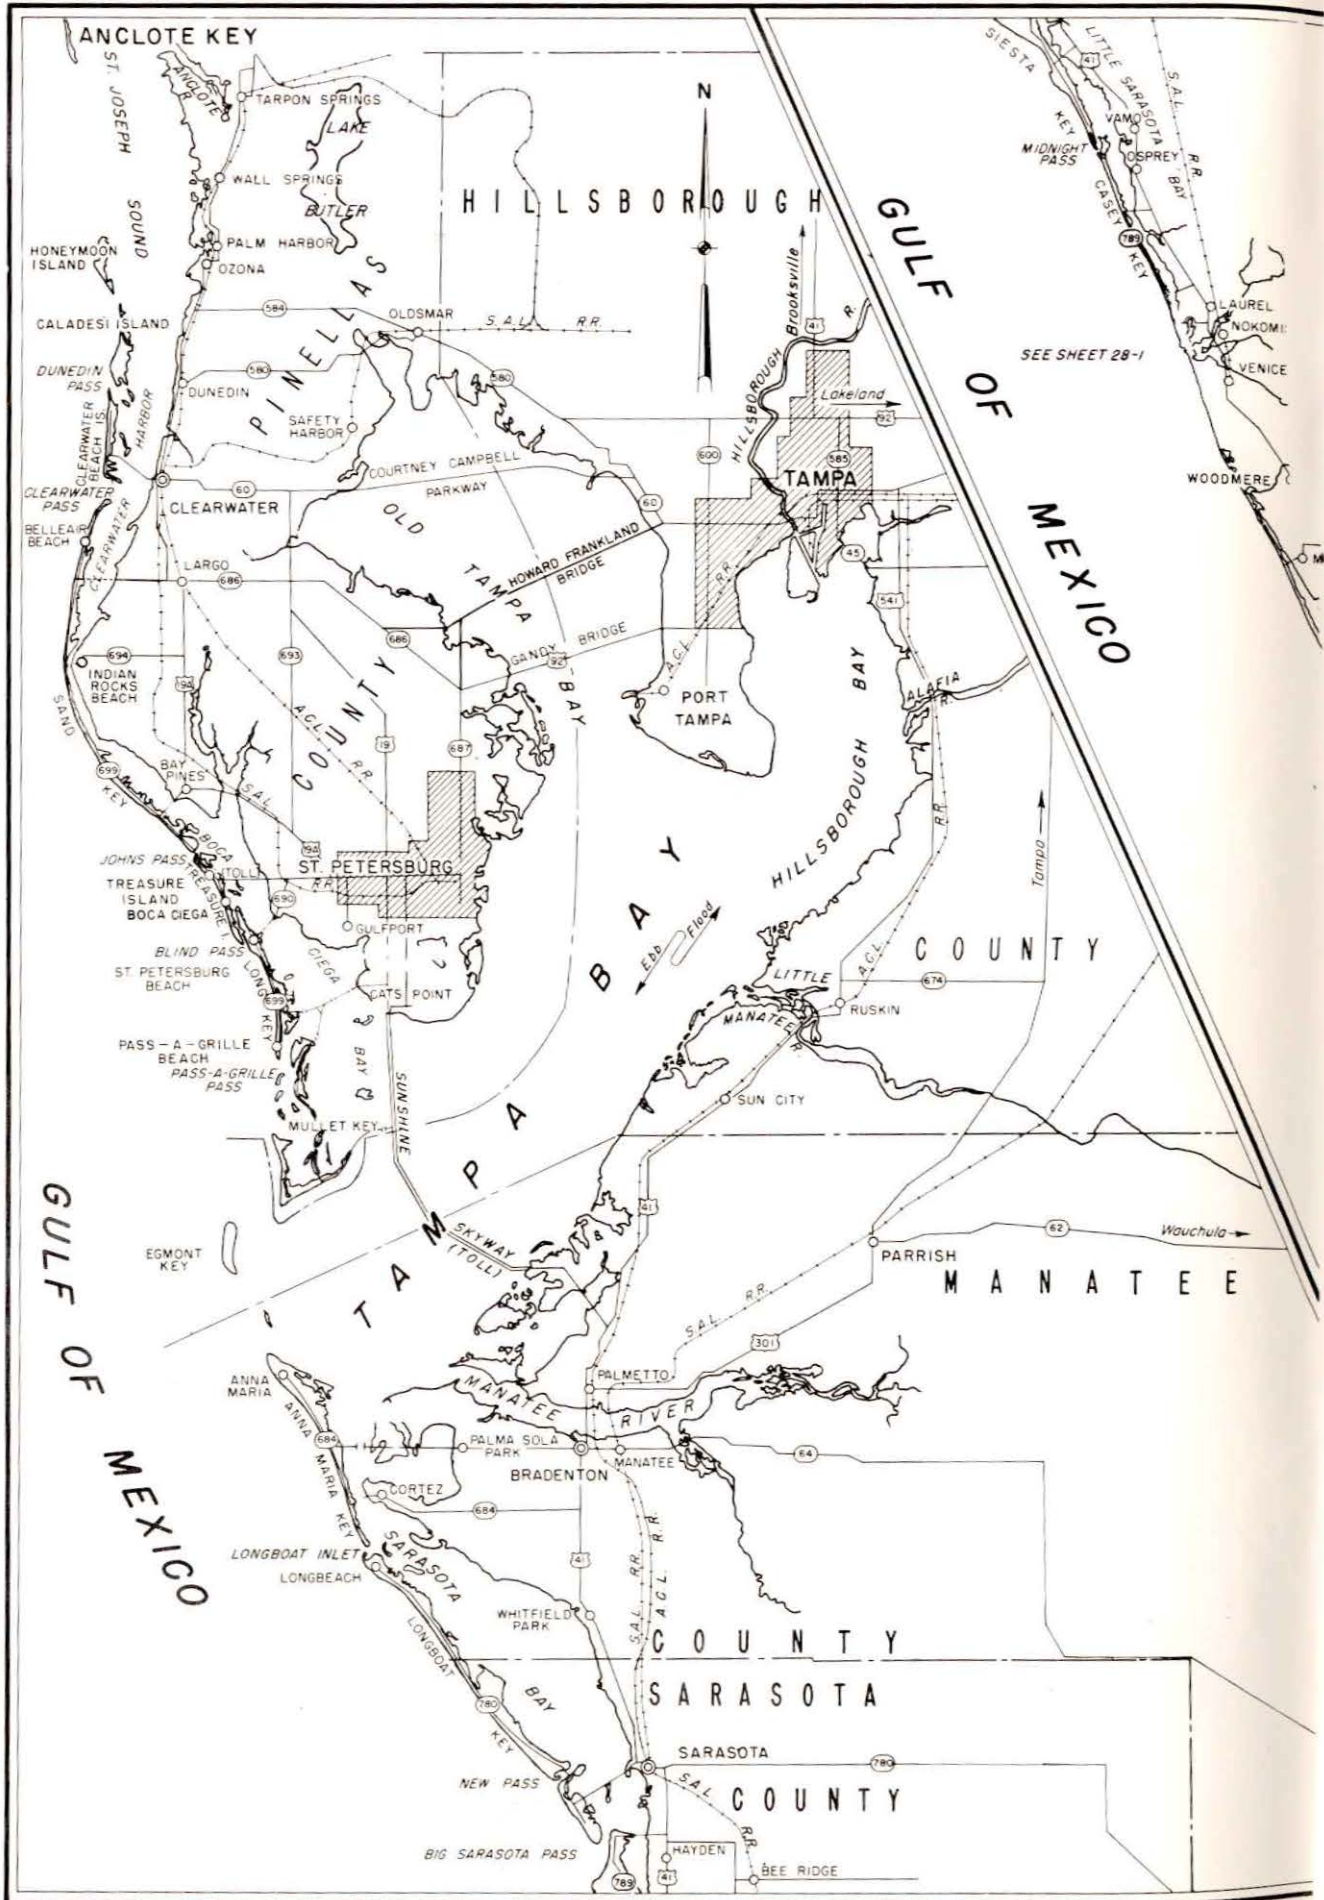 ANCLOTE KEY
ST. JOSEPH
SOUND
ANCLOTE
R.
TARPON SPRINGS
LAKE
BUTLER
WALL SPRINGS
PALM HARBOR
OZONA
HONEYMOON
ISLAND
CALADESI ISLAND
DUNEDIN
PASS
CLEARWATER
BEACH IS.
HARBOR
CLEARWATER
584
580
DUNEDIN
OLDSMAR
S.A.L. R.R.
580
SAFETY
HARBOR
PINELLAS
COUNTY
HILLSBOROUGH
COUNTY
N
Brooksville
41
HILLSBOROUGH R.
Lakeland
92
600
585
TAMPA
COURTNEY CAMPBELL
PARKWAY
60
60
CLEARWATER
CLEARWATER
PASS
BELLEAIR
BEACH
LARGO
686
OLD
TAMPA
BAY
HOWARD FRANKLAND
BRIDGE
GANDY BRIDGE
92
686
694
693
19A
INDIAN
ROCKS
BEACH
SAND
KEY
699
A.C.L. R.R.
19
687
BAY
PINES
S.A.L.
R.R.
19A
ST. PETERSBURG
JOHNS PASS
(TOLL)
TREASURE
ISLAND
BOCA CIEGA
TREASURE I.
BOCA
CIEGA
BAY
690
GULFPORT
BLIND PASS
ST. PETERSBURG
BEACH
LONG
KEY
699
CATS POINT
PASS-A-GRILLE
BEACH
PASS-A-GRILLE
PASS
MULLET KEY
SUNSHINE
SKYWAY
(TOLL)
EGMONT
KEY
GULF OF MEXICO
TAMPA BAY
Ebb
Flood
A.C.L. R.R.
PORT
TAMPA
45
541
HILLSBOROUGH BAY
ALAFIA
R.
R.R.
A.C.L.
Tampa
674
LITTLE
MANATEE
R.
RUSKIN
SUN CITY
41
PARRISH
62
Wauchula
MANATEE
COUNTY
S.A.L. R.R.
301
PALMETTO
MANATEE RIVER
ANNA
MARIA
ANNA
MARIA
KEY
684
PALMA SOLA
PARK
BRADENTON
MANATEE
64
CORTEZ
684
LONGBOAT INLET
LONGBEACH
SARASOTA
BAY
LONGBOAT
KEY
780
41
WHITFIELD
PARK
S.A.L. R.R.
A.C.L. R.R.
SARASOTA
COUNTY
SARASOTA
780
S.A.L.
R.R.
NEW PASS
BIG SARASOTA PASS
789
41
HAYDEN
BEE RIDGE
GULF OF MEXICO
SIESTA
KEY
LITTLE SARASOTA
BAY
41
S.A.L. R.R.
VAMO
OSPREY
MIDNIGHT
PASS
CASEY
KEY
789
LAUREL
NOKOMI
VENICE
SEE SHEET 28-1
WOODMERE